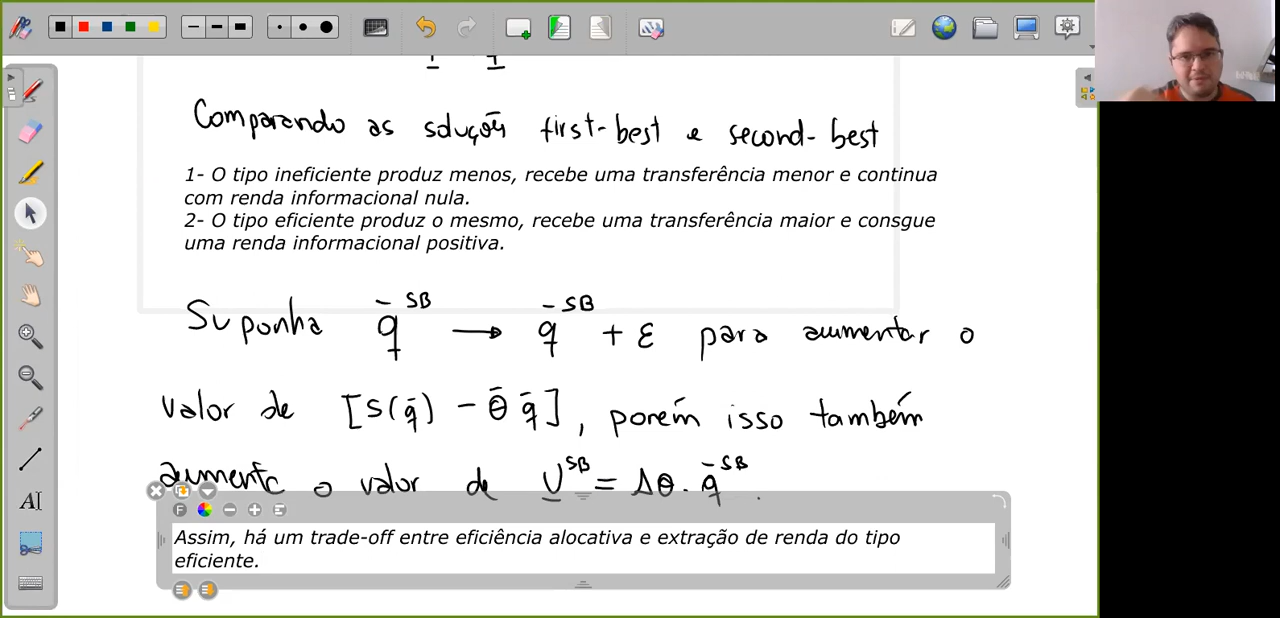 Comparando as soluções first-best e second-best
1- O tipo ineficiente produz menos, recebe uma transferência menor e continua
com renda informacional nula.
2- O tipo eficiente produz o mesmo, recebe uma transferência maior e consgue
uma renda informacional positiva.
Suponha q̄^SB → q̄^SB + ε para aumentar o
valor de [S(q̄) - θ̄ q̄], porém isso também
aumenta o valor de U̲^SB = Δθ. q̄^SB.
Assim, há um trade-off entre eficiência alocativa e extração de renda do tipo
eficiente.